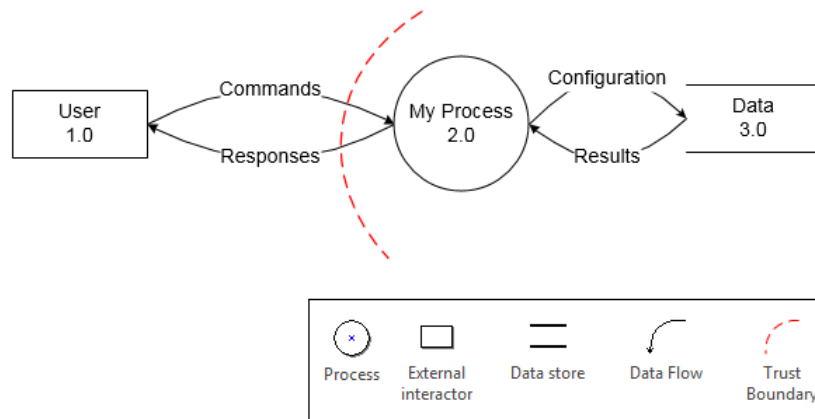 Commands
Configuration
User
1.0
My Process
2.0
Data
3.0
Responses
Results
Process
External
interactor
Data store
Data Flow
Trust
Boundary